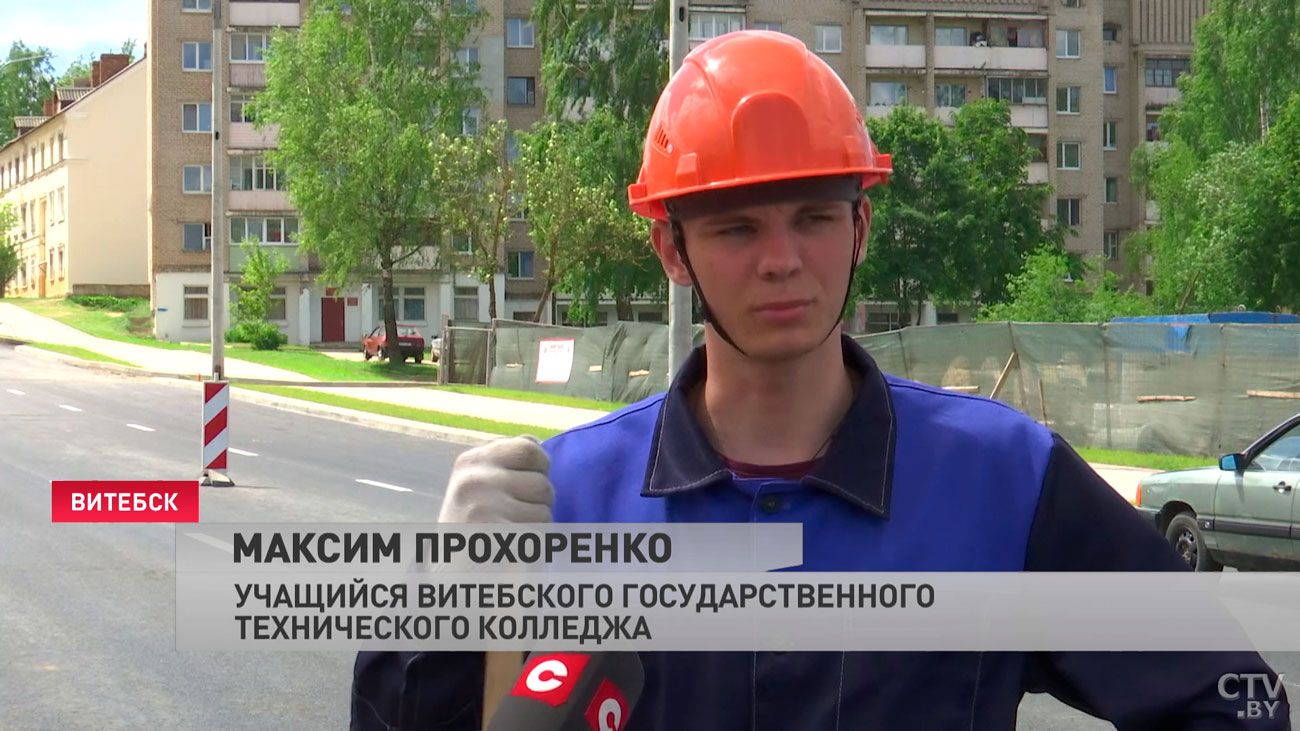 ВИТЕБСК
МАКСИМ ПРОХОРЕНКО
УЧАЩИЙСЯ ВИТЕБСКОГО ГОСУДАРСТВЕННОГО
ТЕХНИЧЕСКОГО КОЛЛЕДЖА
CTV
.BY